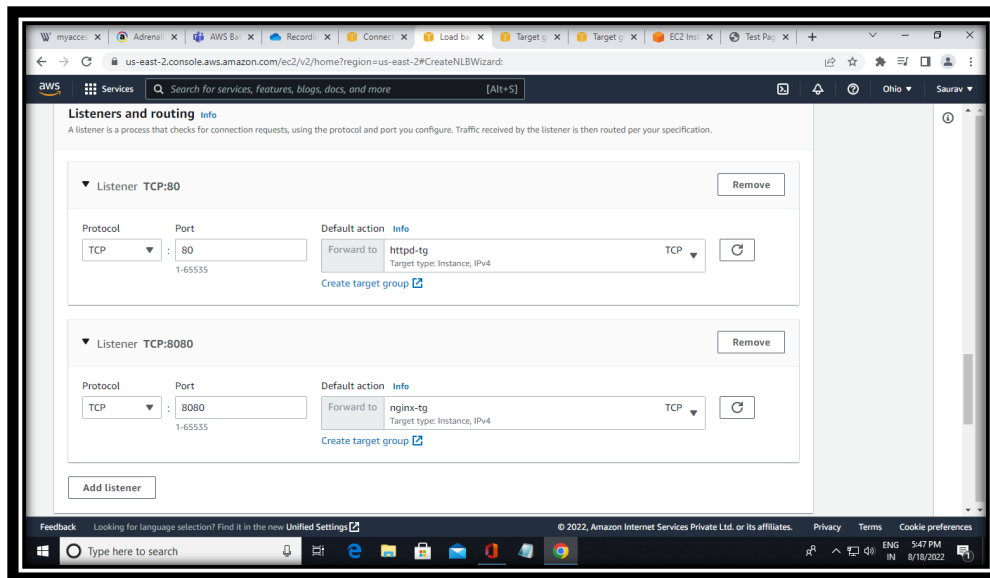 myacces
Adrenali
AWS Bat
Recordin
Connect
Load bal
Target g
Target g
EC2 Inst
Test Pag
us-east-2.console.aws.amazon.com/ec2/v2/home?region=us-east-2#CreateNLBWizard:
aws Services Search for services, features, blogs, docs, and more [Alt+S] Ohio Saurav
Listeners and routing Info
A listener is a process that checks for connection requests, using the protocol and port you configure. Traffic received by the listener is then routed per your specification.
Listener TCP:80 Remove
Protocol Port Default action Info
TCP : 80 Forward to httpd-tg TCP
Target type: Instance, IPv4
1-65535
Create target group
Listener TCP:8080 Remove
Protocol Port Default action Info
TCP : 8080 Forward to nginx-tg TCP
Target type: Instance, IPv4
1-65535
Create target group
Add listener
Feedback Looking for language selection? Find it in the new Unified Settings © 2022, Amazon Internet Services Private Ltd. or its affiliates. Privacy Terms Cookie preferences
Type here to search ENG 5:47 PM
IN 8/18/2022